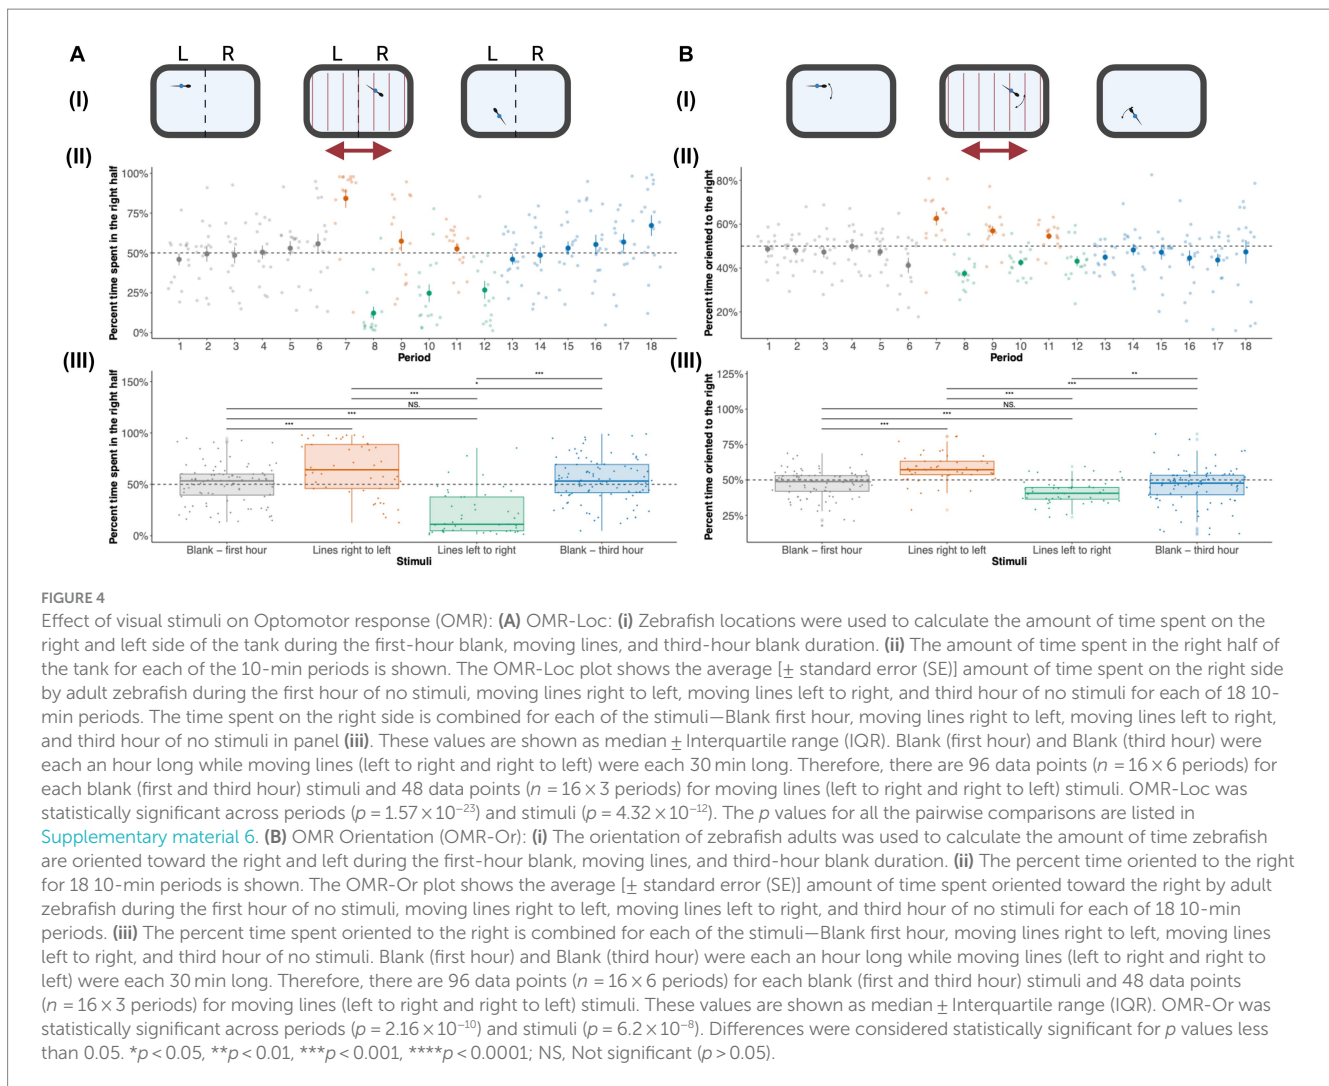 A
L R
L R
L R
B
(I)
(I)
(II)
Percent time spent in the right half
100%
75%
50%
25%
0%
1 2 3 4 5 6 7 8 9 10 11 12 13 14 15 16 17 18
Period
(II)
Percent time oriented to the right
80%
60%
40%
20%
1 2 3 4 5 6 7 8 9 10 11 12 13 14 15 16 17 18
Period
(III)
Percent time spent in the right half
150%
100%
50%
0%
***
*
***
NS.
***
***
Blank – first hour Lines right to left Lines left to right Blank – third hour
Stimuli
(III)
Percent time oriented to the right
125%
100%
75%
50%
25%
**
***
***
NS.
***
***
Blank – first hour Lines right to left Lines left to right Blank – third hour
Stimuli
FIGURE 4
Effect of visual stimuli on Optomotor response (OMR): (A) OMR-Loc: (i) Zebrafish locations were used to calculate the amount of time spent on the
right and left side of the tank during the first-hour blank, moving lines, and third-hour blank duration. (ii) The amount of time spent in the right half of
the tank for each of the 10-min periods is shown. The OMR-Loc plot shows the average [± standard error (SE)] amount of time spent on the right side
by adult zebrafish during the first hour of no stimuli, moving lines right to left, moving lines left to right, and third hour of no stimuli for each of 18 10-
min periods. The time spent on the right side is combined for each of the stimuli—Blank first hour, moving lines right to left, moving lines left to right,
and third hour of no stimuli in panel (iii). These values are shown as median ± Interquartile range (IQR). Blank (first hour) and Blank (third hour) were
each an hour long while moving lines (left to right and right to left) were each 30 min long. Therefore, there are 96 data points (n = 16 × 6 periods) for
each blank (first and third hour) stimuli and 48 data points (n = 16 × 3 periods) for moving lines (left to right and right to left) stimuli. OMR-Loc was
statistically significant across periods (p = 1.57 × 10⁻²³) and stimuli (p = 4.32 × 10⁻¹²). The p values for all the pairwise comparisons are listed in
Supplementary material 6. (B) OMR Orientation (OMR-Or): (i) The orientation of zebrafish adults was used to calculate the amount of time zebrafish
are oriented toward the right and left during the first-hour blank, moving lines, and third-hour blank duration. (ii) The percent time oriented to the right
for 18 10-min periods is shown. The OMR-Or plot shows the average [± standard error (SE)] amount of time spent oriented toward the right by adult
zebrafish during the first hour of no stimuli, moving lines right to left, moving lines left to right, and third hour of no stimuli for each of 18 10-min
periods. (iii) The percent time spent oriented to the right is combined for each of the stimuli—Blank first hour, moving lines right to left, moving lines
left to right, and third hour of no stimuli. Blank (first hour) and Blank (third hour) were each an hour long while moving lines (left to right and right to
left) were each 30 min long. Therefore, there are 96 data points (n = 16 × 6 periods) for each blank (first and third hour) stimuli and 48 data points
(n = 16 × 3 periods) for moving lines (left to right and right to left) stimuli. These values are shown as median ± Interquartile range (IQR). OMR-Or was
statistically significant across periods (p = 2.16 × 10⁻¹⁰) and stimuli (p = 6.2 × 10⁻⁸). Differences were considered statistically significant for p values less
than 0.05. *p < 0.05, **p < 0.01, ***p < 0.001, ****p < 0.0001; NS, Not significant (p > 0.05).